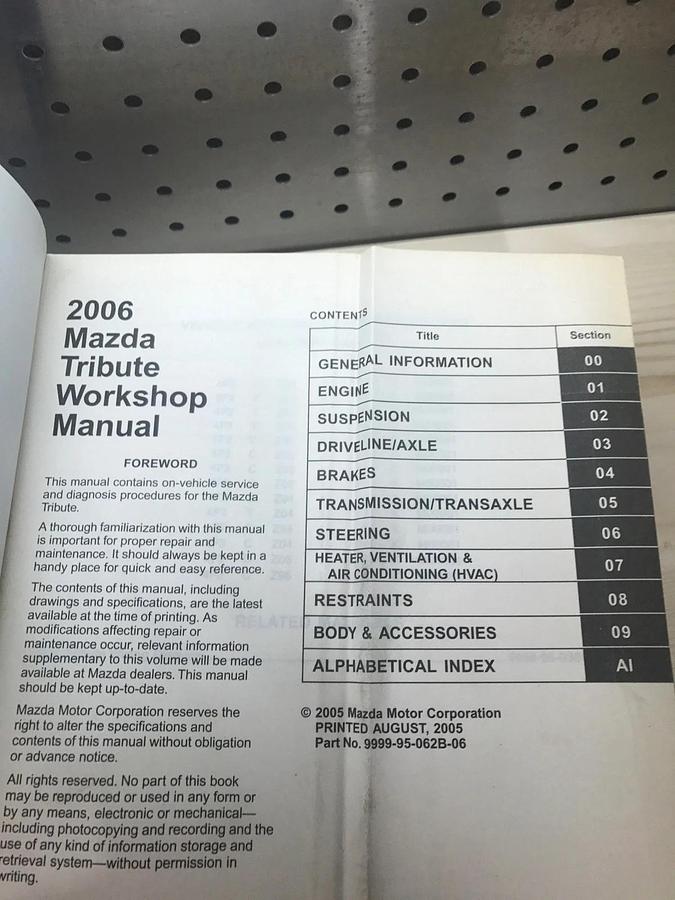 2006
Mazda
Tribute
Workshop
Manual
FOREWORD
This manual contains on-vehicle service
and diagnosis procedures for the Mazda
Tribute.
A thorough familiarization with this manual
is important for proper repair and
maintenance. It should always be kept in a
handy place for quick and easy reference.
The contents of this manual, including
drawings and specifications, are the latest
available at the time of printing. As
modifications affecting repair or
maintenance occur, relevant information
supplementary to this volume will be made
available at Mazda dealers. This manual
should be kept up-to-date.
Mazda Motor Corporation reserves the
right to alter the specifications and
contents of this manual without obligation
or advance notice.
All rights reserved. No part of this book
may be reproduced or used in any form or
by any means, electronic or mechanical—
including photocopying and recording and the
use of any kind of information storage and
retrieval system—without permission in
writing.
CONTENTS
Title Section
GENERAL INFORMATION 00
ENGINE 01
SUSPENSION 02
DRIVELINE/AXLE 03
BRAKES 04
TRANSMISSION/TRANSAXLE 05
STEERING 06
HEATER, VENTILATION &
AIR CONDITIONING (HVAC) 07
RESTRAINTS 08
BODY & ACCESSORIES 09
ALPHABETICAL INDEX AI
© 2005 Mazda Motor Corporation
PRINTED AUGUST, 2005
Part No. 9999-95-062B-06